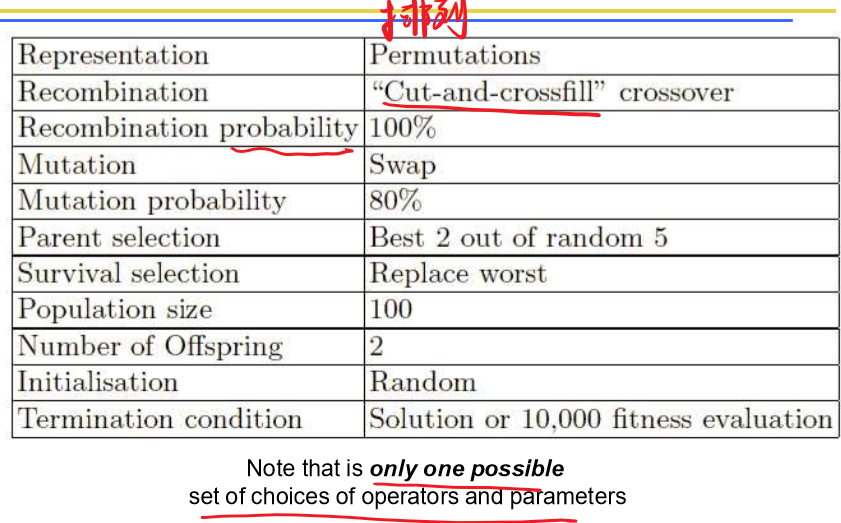 排列
Representation Permutations
Recombination “Cut-and-crossfill” crossover
Recombination probability 100%
Mutation Swap
Mutation probability 80%
Parent selection Best 2 out of random 5
Survival selection Replace worst
Population size 100
Number of Offspring 2
Initialisation Random
Termination condition Solution or 10,000 fitness evaluation
Note that is only one possible
set of choices of operators and parameters